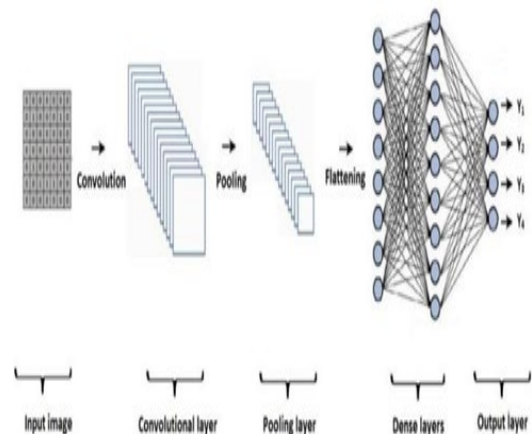 Convolution
Pooling
Flattening
Y₁
Y₂
Y₃
Y₄
Input image
Convolutional layer
Pooling layer
Dense layers
Output layer